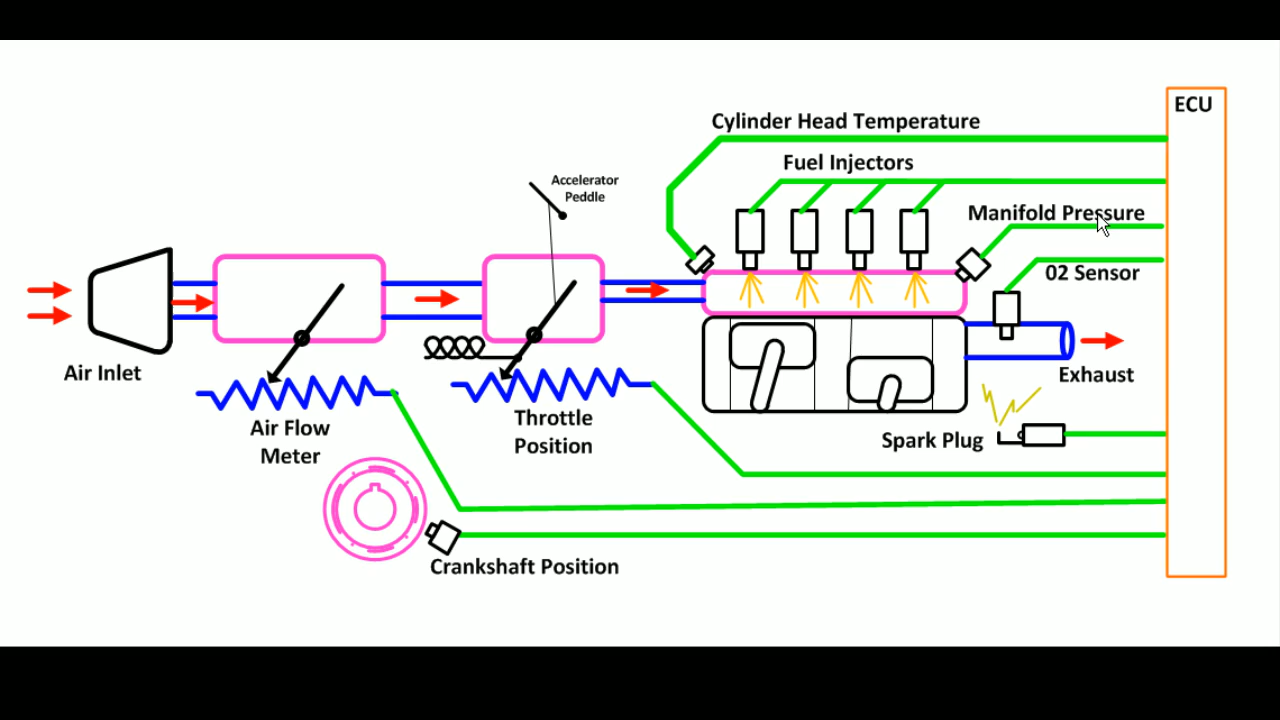 ECU
Cylinder Head Temperature
Fuel Injectors
Accelerator
Peddle
Manifold Pressure
02 Sensor
Air Inlet
Exhaust
Throttle
Position
Air Flow
Meter
Spark Plug
Crankshaft Position